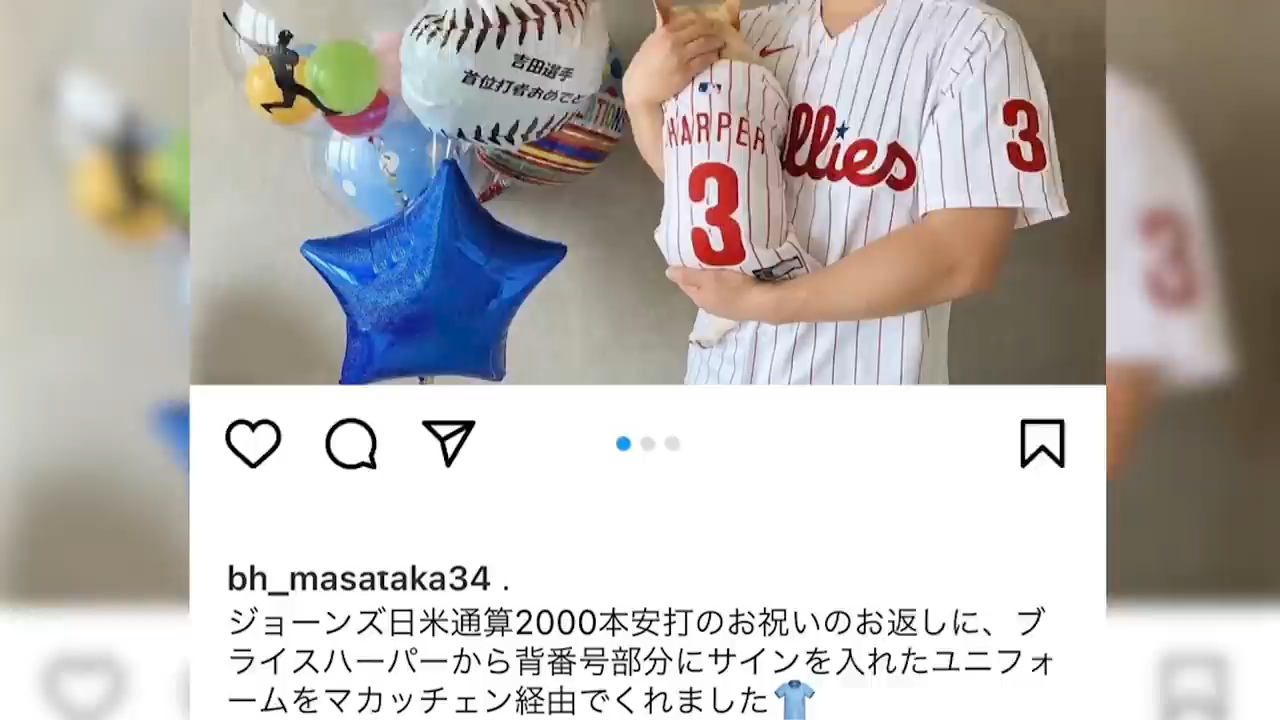 吉田選手
首位打者おめでと
HARPER
3
llies
3
bh_masataka34 .
ジョーンズ日米通算2000本安打のお祝いのお返しに、ブ
ライスハーパーから背番号部分にサインを入れたユニフォ
ームをマカッチェン経由でくれました👕